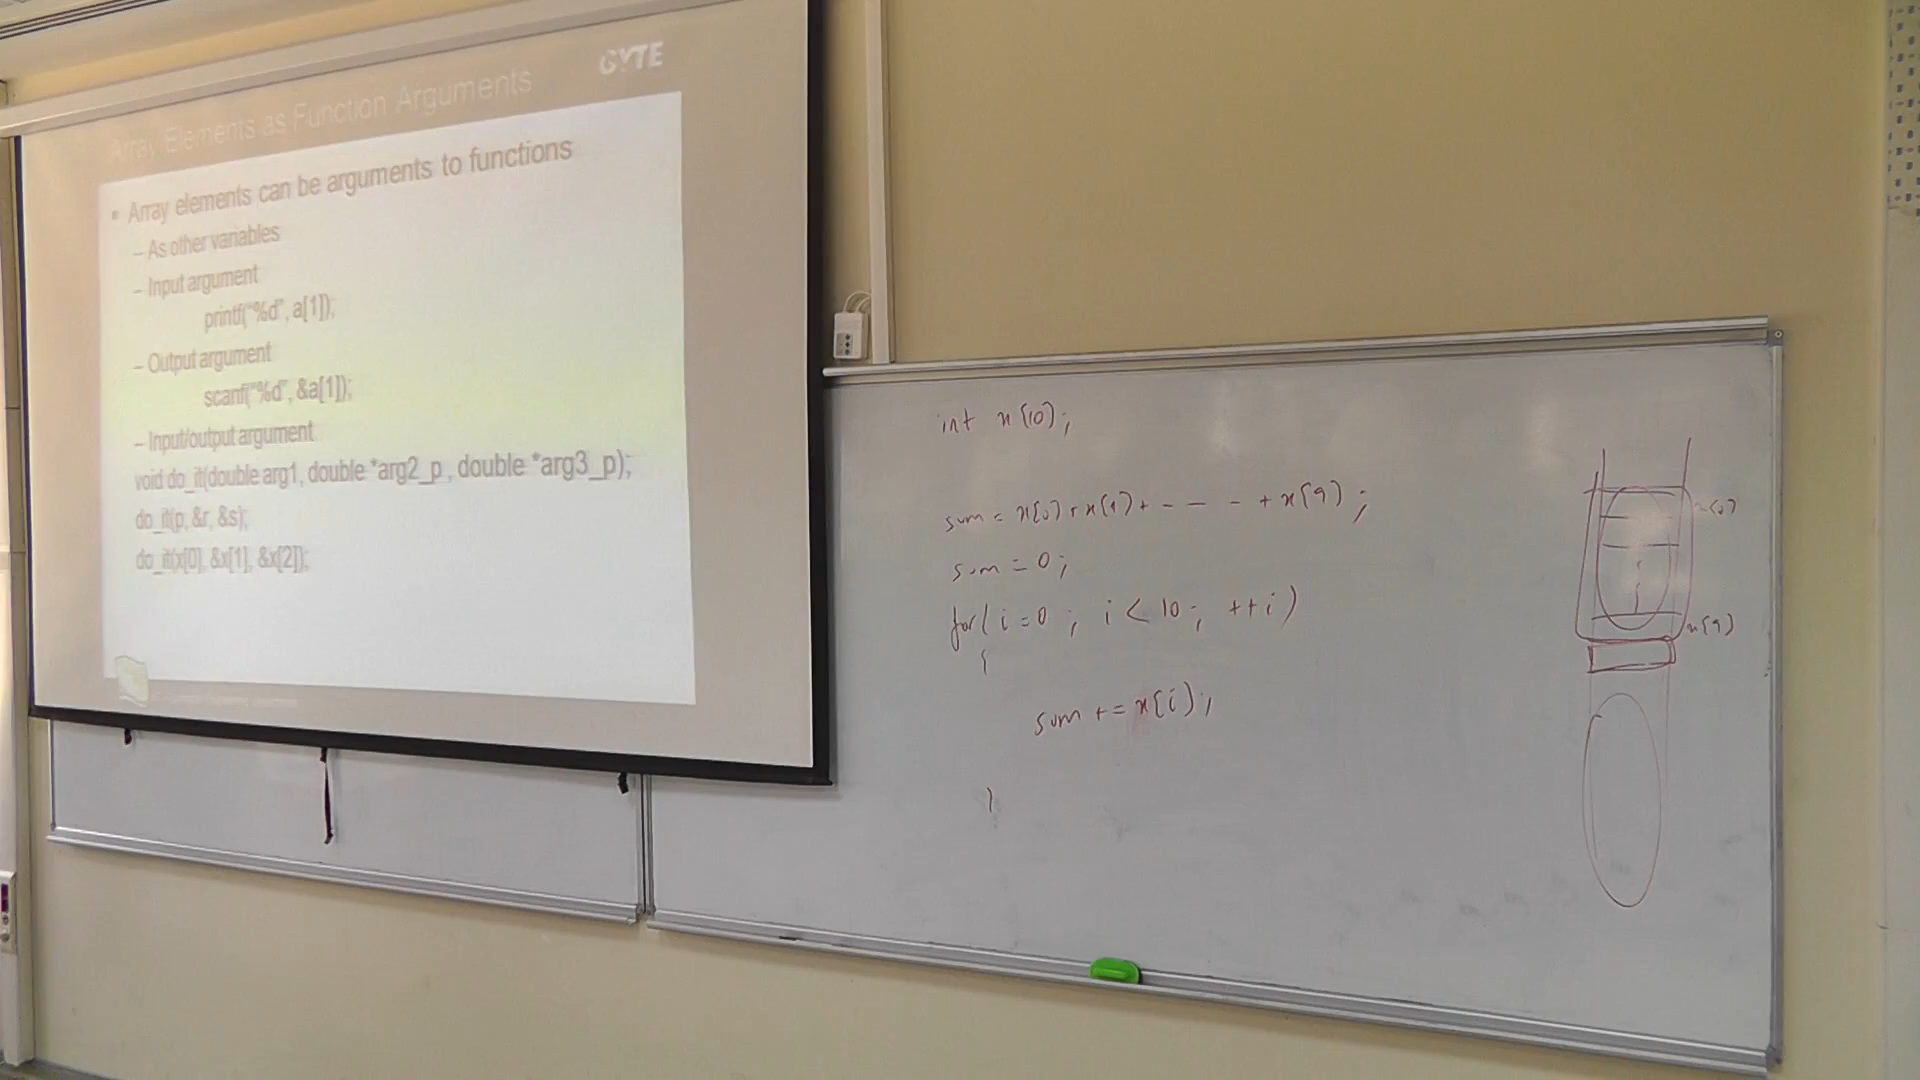 GYTE
Array Elements as Function Arguments
▪ Array elements can be arguments to functions
– As other variables
– Input argument
printf("%d", a[1]);
– Output argument
scanf("%d", &a[1]);
– Input/output argument
void do_it(double arg1, double *arg2_p , double *arg3_p);
do_it(p, &r, &s);
do_it(x[0], &x[1], &x[2]);
int x[10];
sum = x[0] + x[1] + - - - + x[9];
sum = 0;
for( i = 0 ; i < 10 ; ++i )
{
sum += x[i];
}
x[0]
x[9]